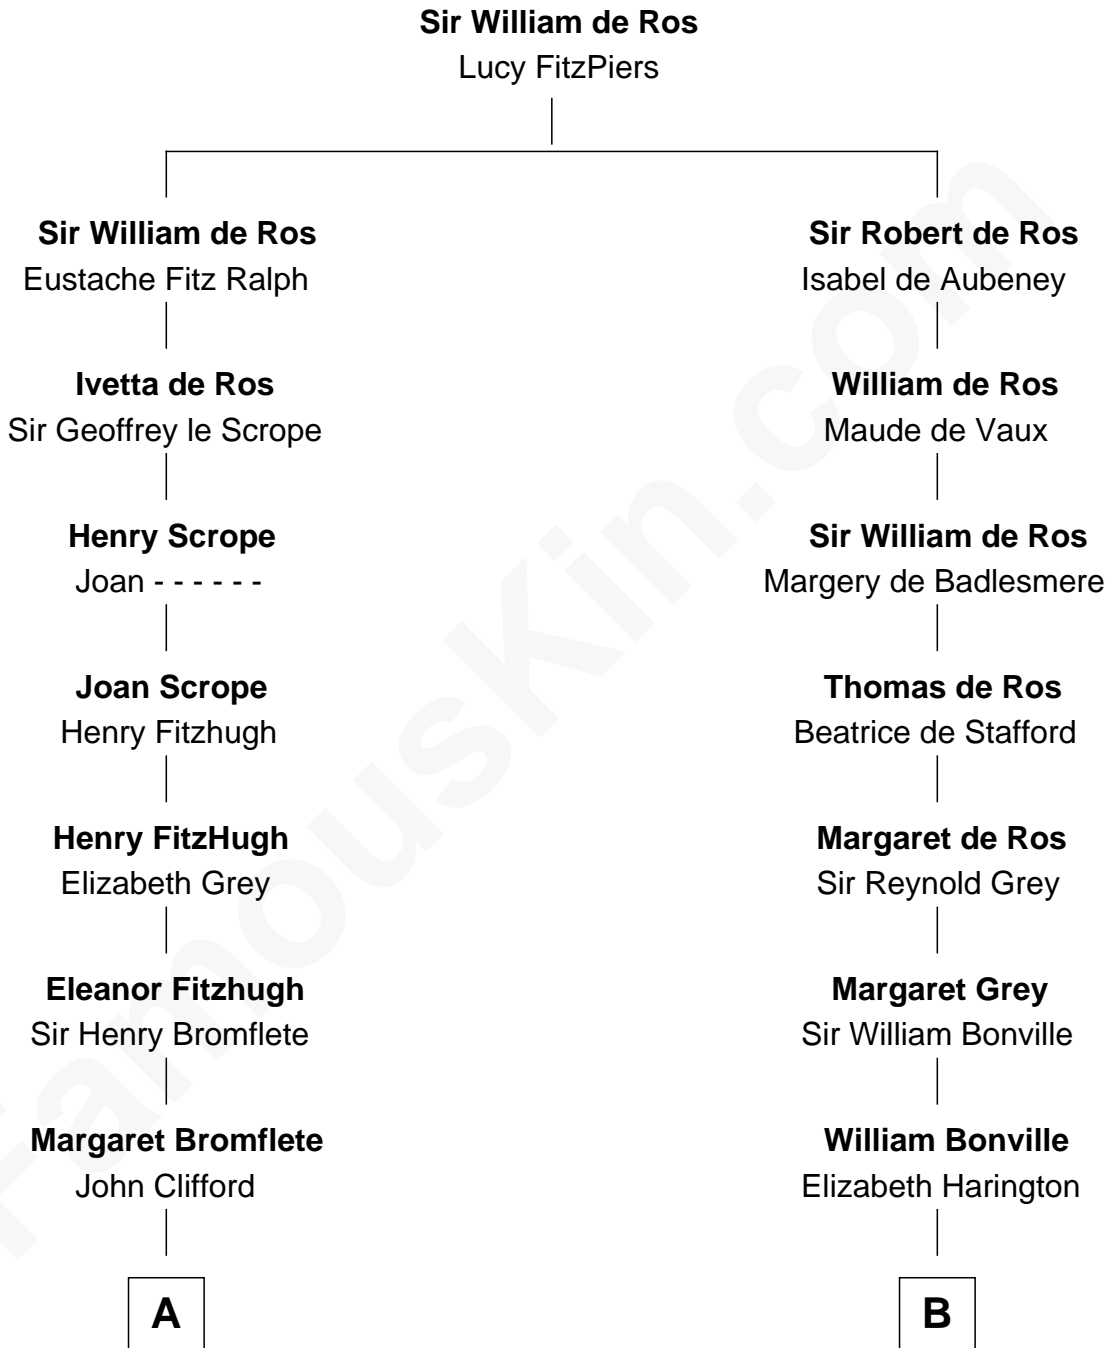 Sir William de Ros
Lucy FitzPiers
Sir William de Ros
Eustache Fitz Ralph
Sir Robert de Ros
Isabel de Aubeney
Ivetta de Ros
Sir Geoffrey le Scrope
William de Ros
Maude de Vaux
Henry Scrope
Joan - - - - - -
Sir William de Ros
Margery de Badlesmere
Joan Scrope
Henry Fitzhugh
Thomas de Ros
Beatrice de Stafford
Henry FitzHugh
Elizabeth Grey
Margaret de Ros
Sir Reynold Grey
Eleanor Fitzhugh
Sir Henry Bromflete
Margaret Grey
Sir William Bonville
Margaret Bromflete
John Clifford
William Bonville
Elizabeth Harington
A
B
FamousKin.com